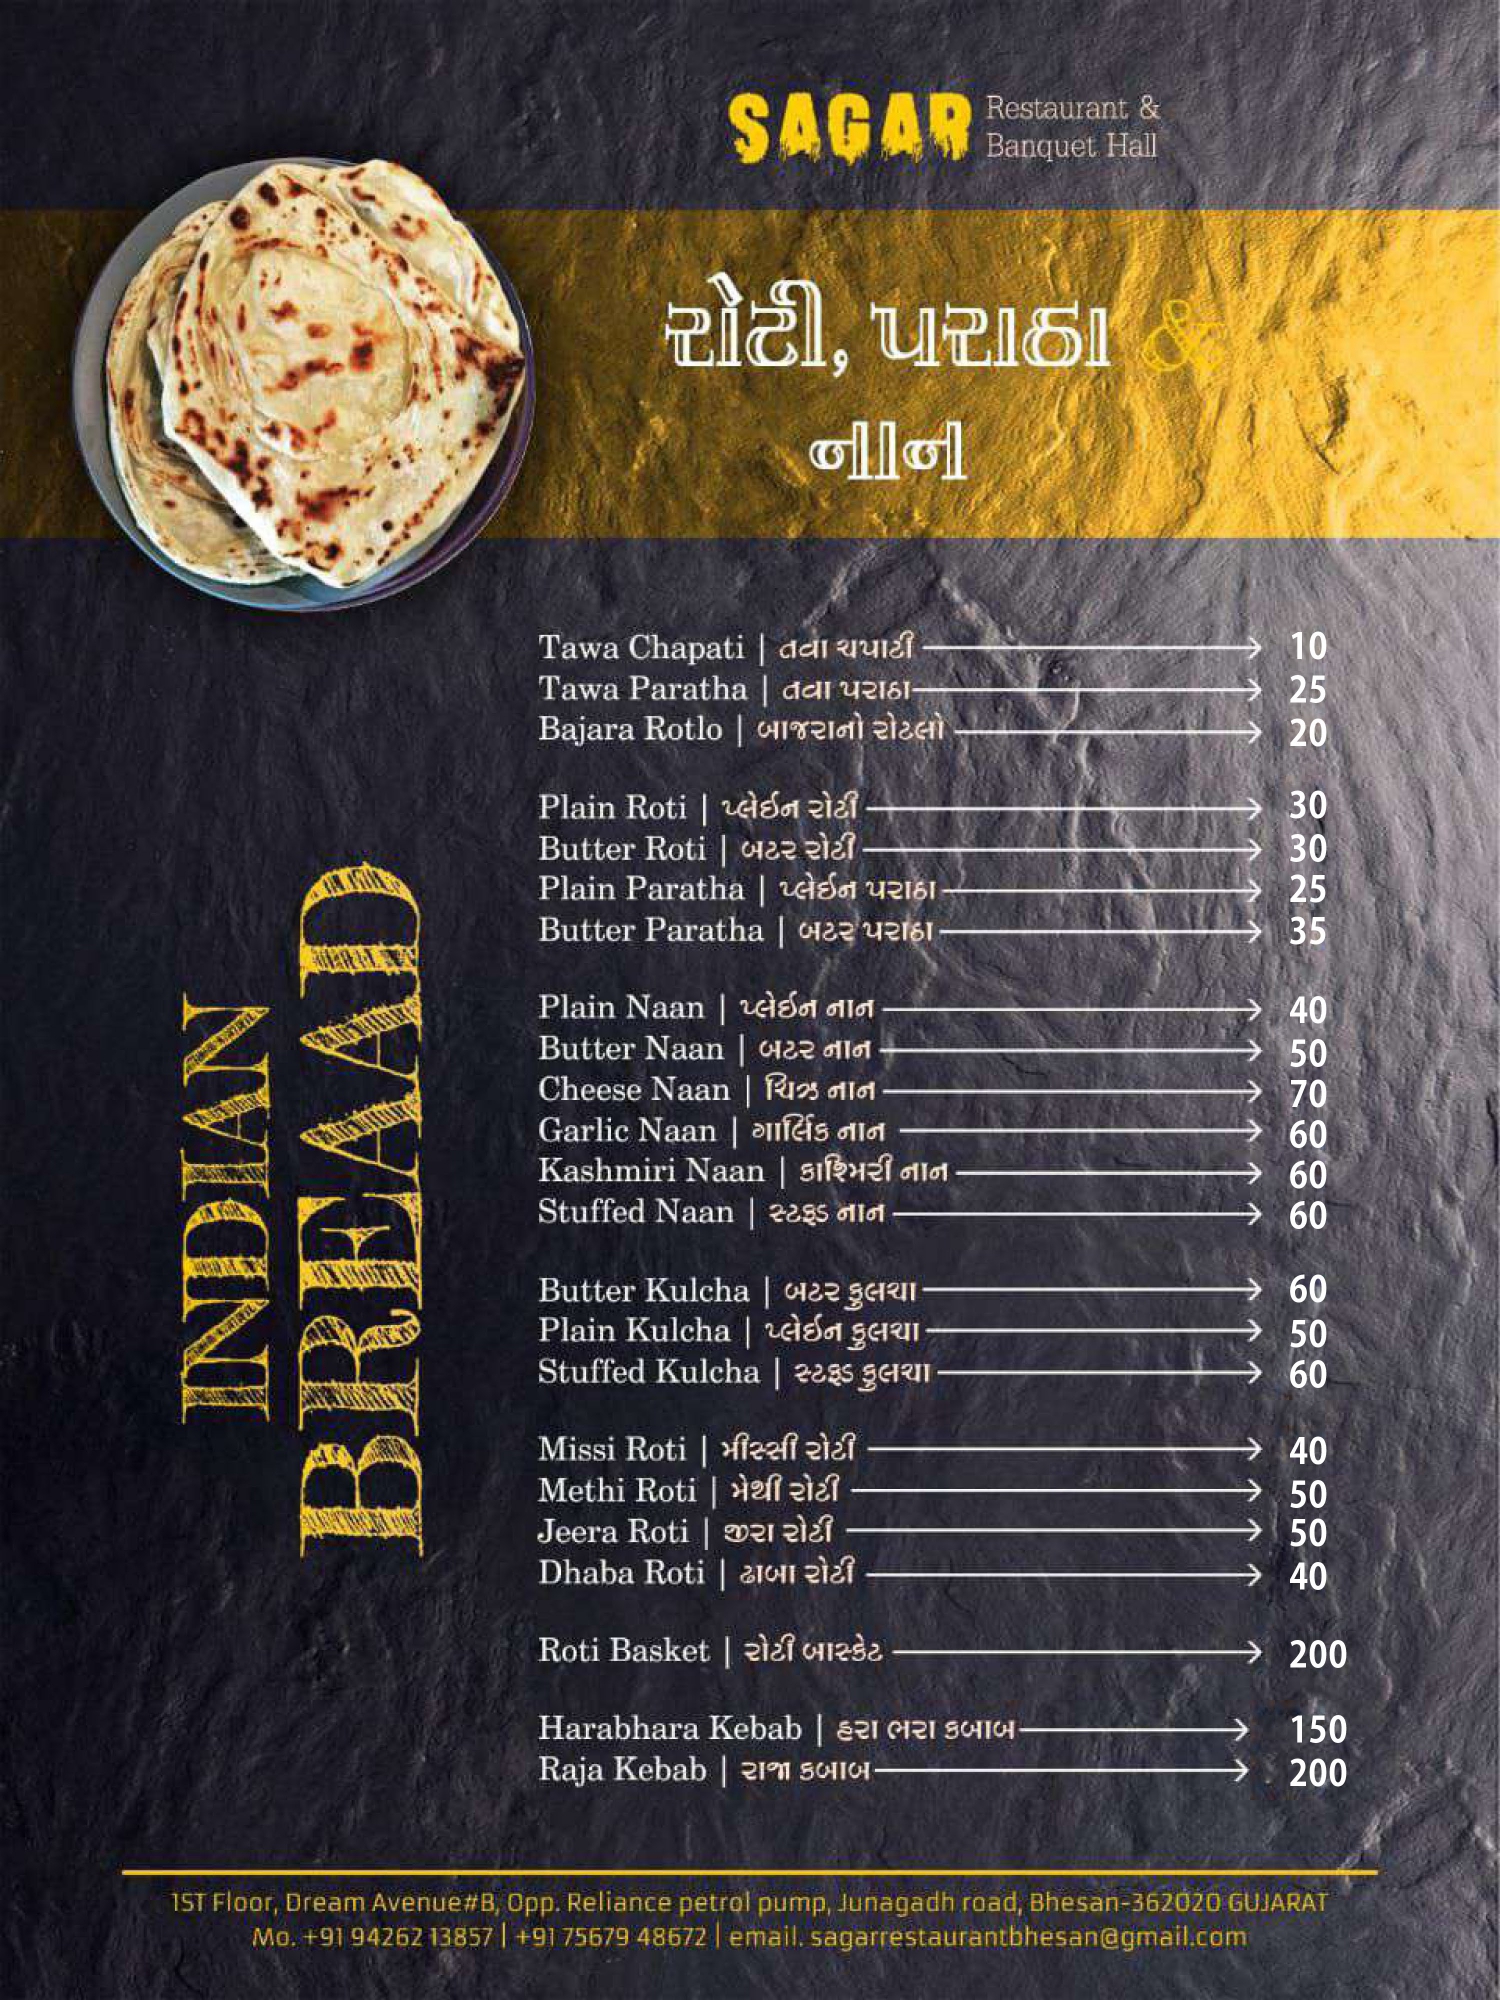 SAGAR Restaurant &
Banquet Hall
રોટી, પરાઠા &
નાન
INDIAN
BREAD
Tawa Chapati | તવા ચપાટી 10
Tawa Paratha | તવા પરાઠા 25
Bajara Rotlo | બાજરાનો રોટલો 20
Plain Roti | પ્લેઇન રોટી 30
Butter Roti | બટર રોટી 30
Plain Paratha | પ્લેઇન પરાઠા 25
Butter Paratha | બટર પરાઠા 35
Plain Naan | પ્લેઇન નાન 40
Butter Naan | બટર નાન 50
Cheese Naan | ચિઝ નાન 70
Garlic Naan | ગાર્લિક નાન 60
Kashmiri Naan | કાશ્મિરી નાન 60
Stuffed Naan | સ્ટફડ નાન 60
Butter Kulcha | બટર કુલચા 60
Plain Kulcha | પ્લેઇન કુલચા 50
Stuffed Kulcha | સ્ટફડ કુલચા 60
Missi Roti | મીસ્સી રોટી 40
Methi Roti | મેથી રોટી 50
Jeera Roti | જીરા રોટી 50
Dhaba Roti | ઢાબા રોટી 40
Roti Basket | રોટી બાસ્કેટ 200
Harabhara Kebab | હરા ભરા કબાબ 150
Raja Kebab | રાજા કબાબ 200
1ST Floor, Dream Avenue#B, Opp. Reliance petrol pump, Junagadh road, Bhesan-362020 GUJARAT
Mo. +91 94262 13857 | +91 75679 48672 | email. sagarrestaurantbhesan@gmail.com